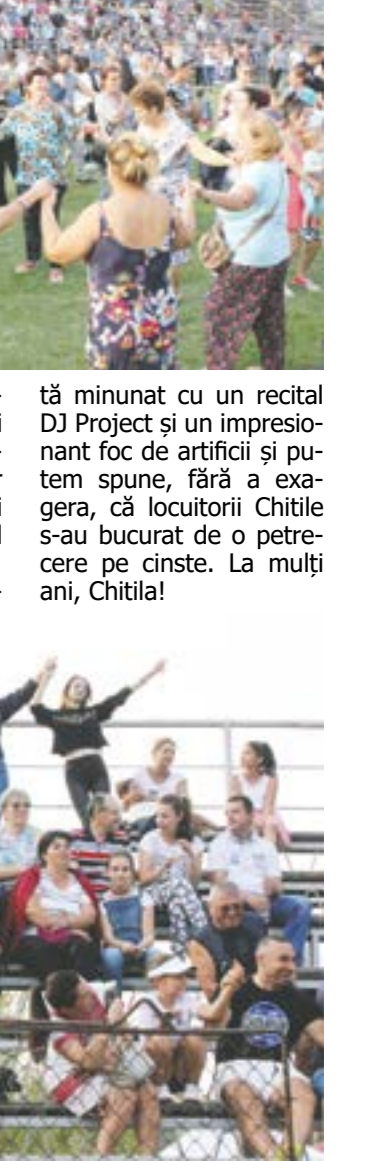 tă minunat cu un recital
DJ Project și un impresio-
nant foc de artificii și pu-
tem spune, fără a exa-
gera, că locuitorii Chitile
s-au bucurat de o petre-
cere pe cinste. La mulți
ani, Chitila!